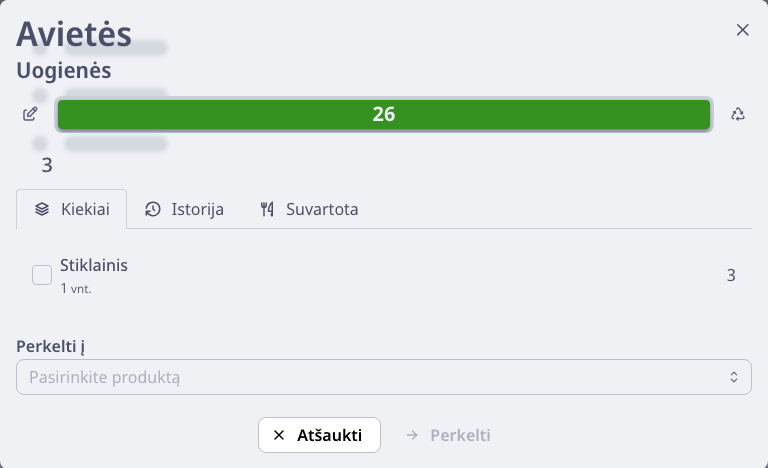 Avietės
Uogienės
26
3
Kiekiai Istorija Suvartota
Stiklainis 3
1 vnt.
Perkelti į
Pasirinkite produktą
Atšaukti Perkelti